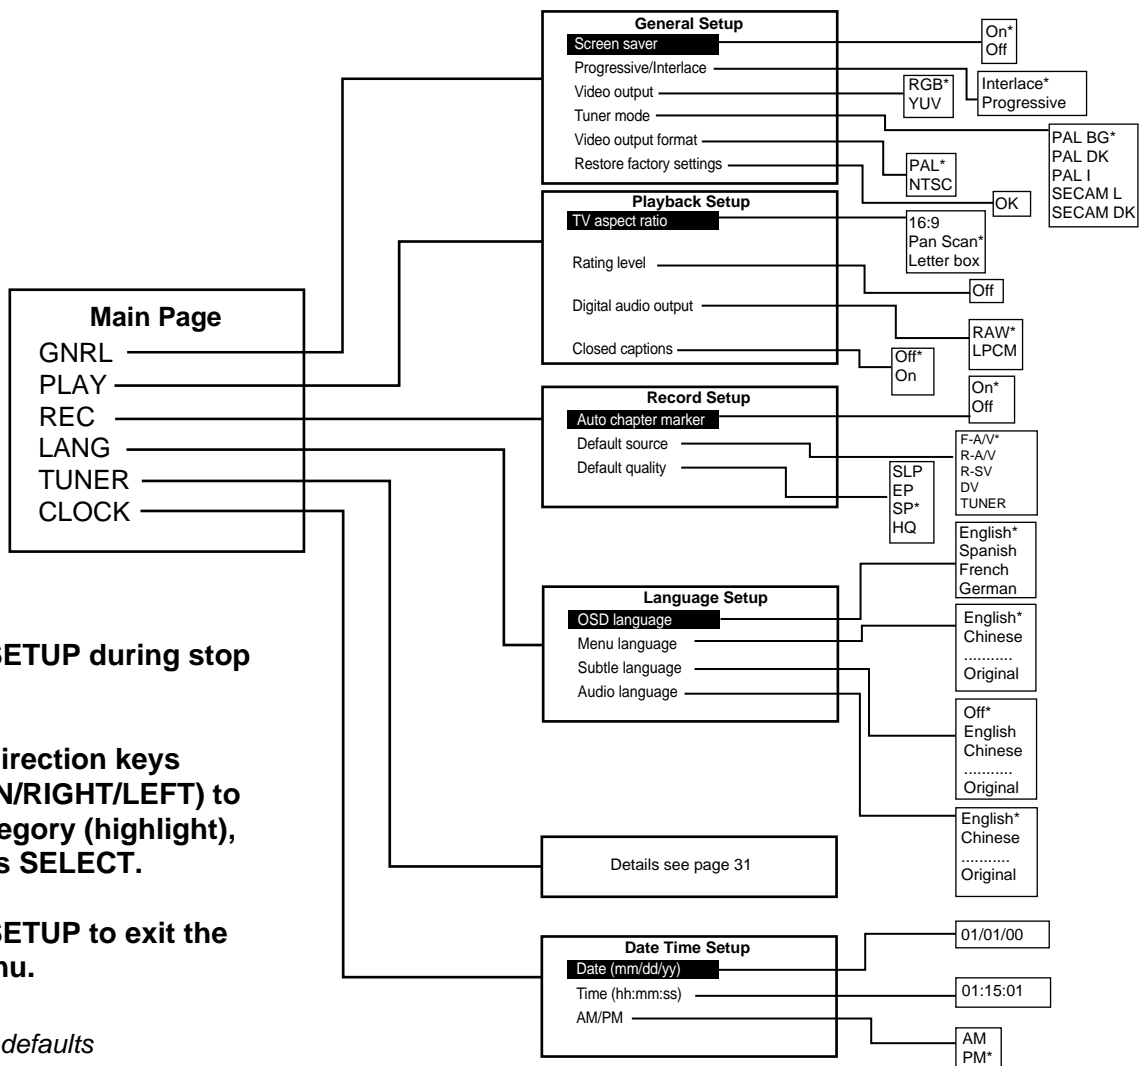 Main Page
GNRL
PLAY
REC
LANG
TUNER
CLOCK
SETUP during stop
irection keys
N/RIGHT/LEFT) to
egory (highlight),
s SELECT.
SETUP to exit the
nu.
defaults
General Setup
Screen saver
Progressive/Interlace
Video output
Tuner mode
Video output format
Restore factory settings
On*
Off
Interlace*
Progressive
RGB*
YUV
PAL BG*
PAL DK
PAL I
SECAM L
SECAM DK
PAL*
NTSC
OK
Playback Setup
TV aspect ratio
Rating level
Digital audio output
Closed captions
16:9
Pan Scan*
Letter box
Off
RAW*
LPCM
Off*
On
Record Setup
Auto chapter marker
Default source
Default quality
On*
Off
F-A/V*
R-A/V
R-SV
DV
TUNER
SLP
EP
SP*
HQ
Language Setup
OSD language
Menu language
Subtle language
Audio language
English*
Spanish
French
German
English*
Chinese
...........
Original
Off*
English
Chinese
...........
Original
English*
Chinese
...........
Original
Details see page 31
Date Time Setup
Date (mm/dd/yy)
Time (hh:mm:ss)
AM/PM
01/01/00
01:15:01
AM
PM*